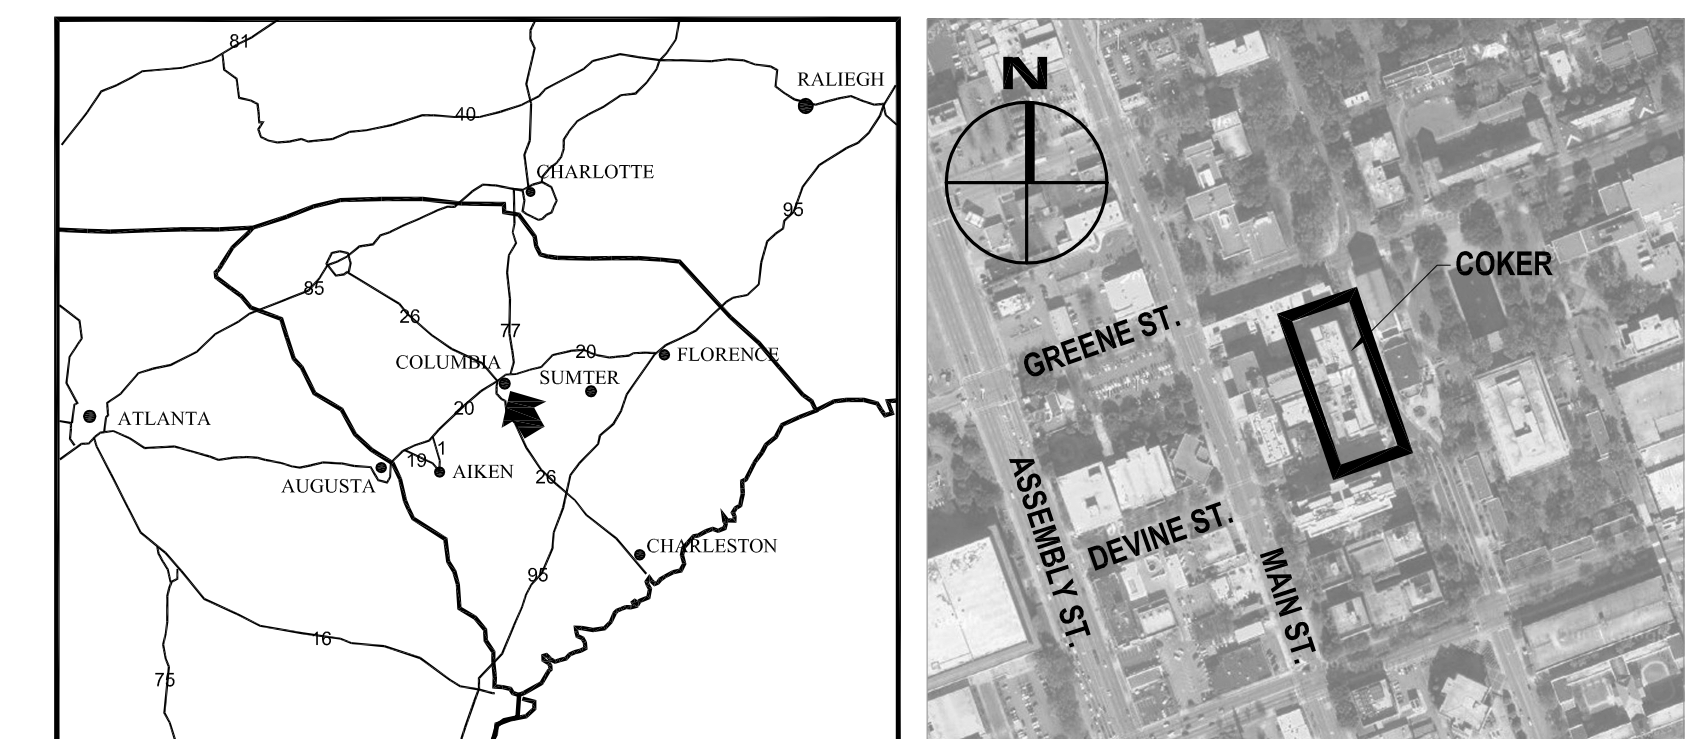 81
RALIEGH
40
CHARLOTTE
95
85
26
77
COLUMBIA
20
FLORENCE
SUMTER
20
ATLANTA
1
19
AIKEN
AUGUSTA
26
CHARLESTON
95
16
75
N
COKER
GREENE ST.
ASSEMBLY ST.
DEVINE ST.
MAIN ST.